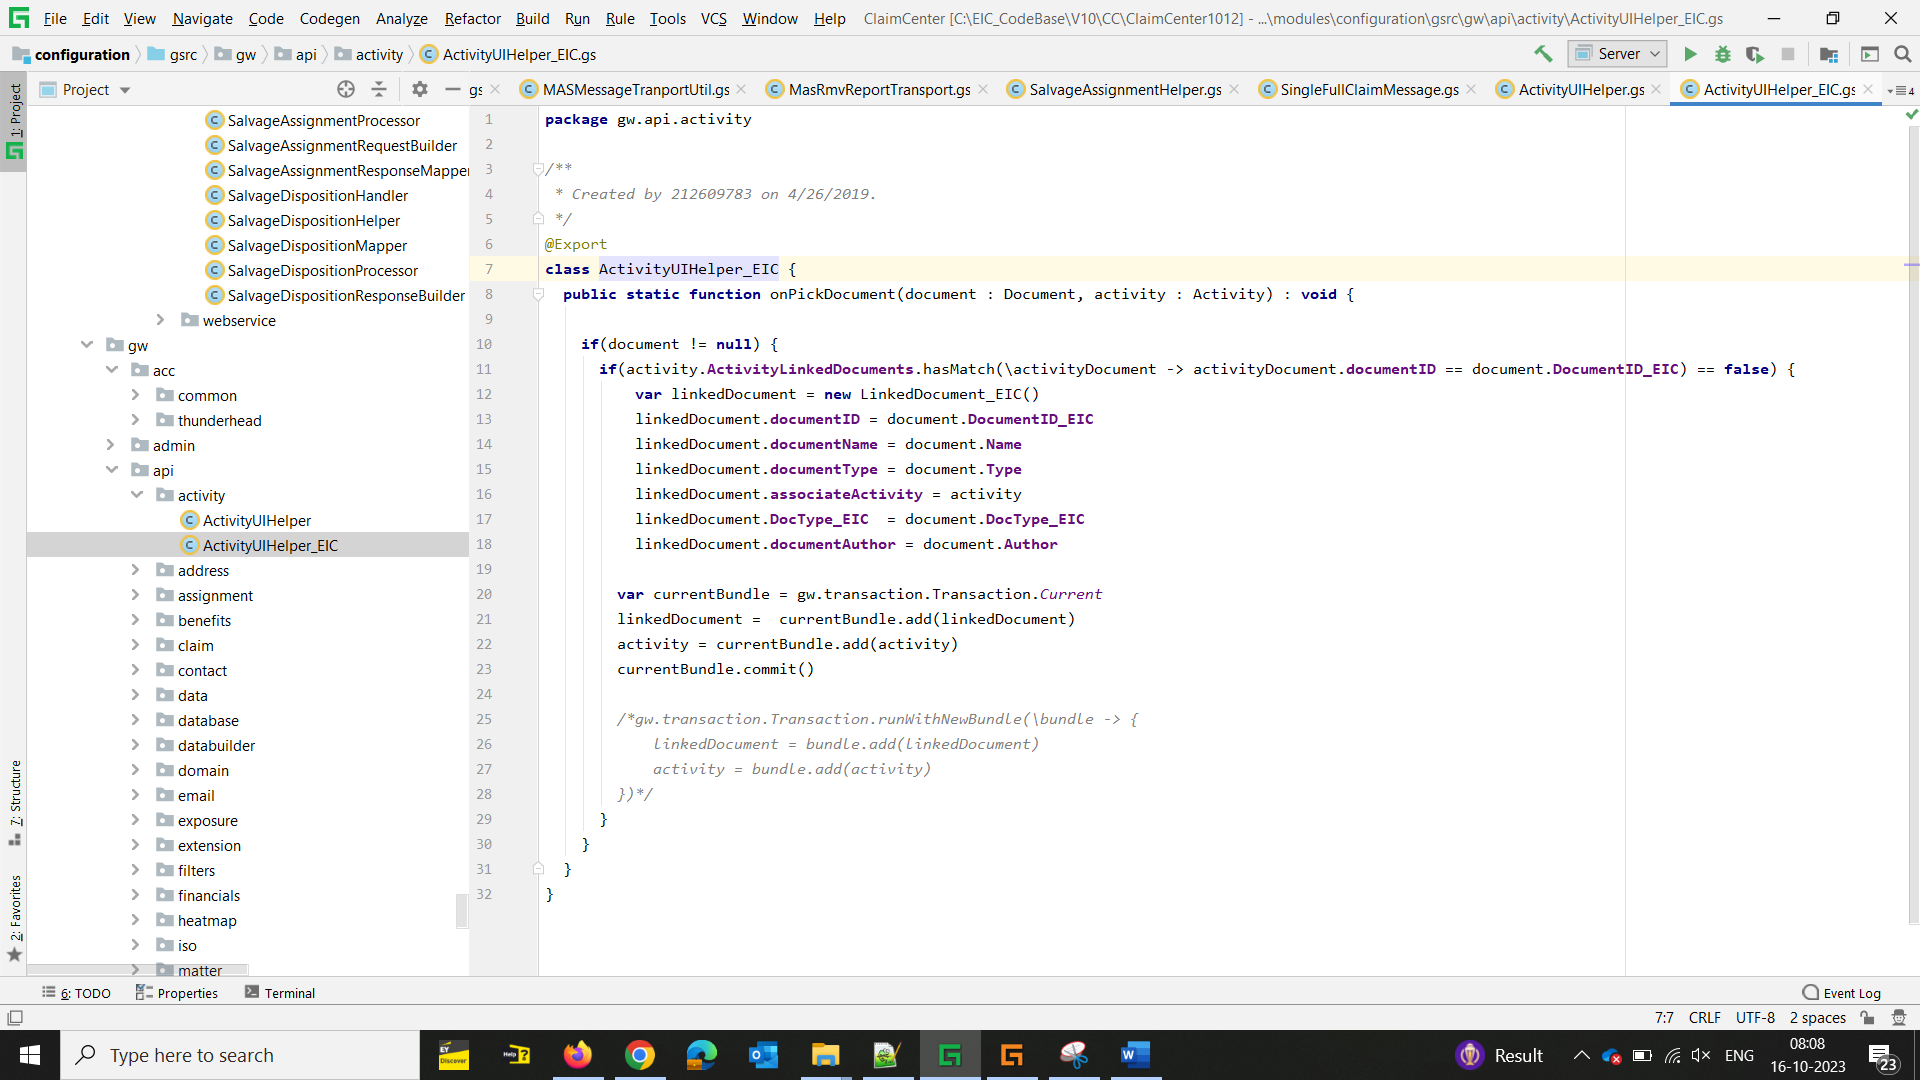 File Edit View Navigate Code Codegen Analyze Refactor Build Run Rule Tools VCS Window Help ClaimCenter [C:\EIC_CodeBase\V10\CC\ClaimCenter1012] - ...\modules\configuration\gsrc\gw\api\activity\ActivityUIHelper_EIC.gs
configuration gsrc gw api activity ActivityUIHelper_EIC.gs Server
Project gs MASMessageTranportUtil.gs MasRmvReportTransport.gs SalvageAssignmentHelper.gs SingleFullClaimMessage.gs ActivityUIHelper.gs ActivityUIHelper_EIC.gs 4
1: Project
7: Structure
2: Favorites
SalvageAssignmentProcessor
SalvageAssignmentRequestBuilder
SalvageAssignmentResponseMapper
SalvageDispositionHandler
SalvageDispositionHelper
SalvageDispositionMapper
SalvageDispositionProcessor
SalvageDispositionResponseBuilder
webservice
gw
acc
common
thunderhead
admin
api
activity
ActivityUIHelper
ActivityUIHelper_EIC
address
assignment
benefits
claim
contact
data
database
databuilder
domain
email
exposure
extension
filters
financials
heatmap
iso
matter
1 package gw.api.activity
2
3 /**
4 * Created by 212609783 on 4/26/2019.
5 */
6 @Export
7 class ActivityUIHelper_EIC {
8 public static function onPickDocument(document : Document, activity : Activity) : void {
9
10 if(document != null) {
11 if(activity.ActivityLinkedDocuments.hasMatch(\activityDocument -> activityDocument.documentID == document.DocumentID_EIC) == false) {
12 var linkedDocument = new LinkedDocument_EIC()
13 linkedDocument.documentID = document.DocumentID_EIC
14 linkedDocument.documentName = document.Name
15 linkedDocument.documentType = document.Type
16 linkedDocument.associateActivity = activity
17 linkedDocument.DocType_EIC  = document.DocType_EIC
18 linkedDocument.documentAuthor = document.Author
19
20 var currentBundle = gw.transaction.Transaction.Current
21 linkedDocument =  currentBundle.add(linkedDocument)
22 activity = currentBundle.add(activity)
23 currentBundle.commit()
24
25 /*gw.transaction.Transaction.runWithNewBundle(\bundle -> {
26 linkedDocument = bundle.add(linkedDocument)
27 activity = bundle.add(activity)
28 })*/
29 }
30 }
31 }
32 }
6: TODO Properties Terminal Event Log
7:7 CRLF UTF-8 2 spaces
Type here to search EY Discover Help ? Result ENG 08:08
16-10-2023 23